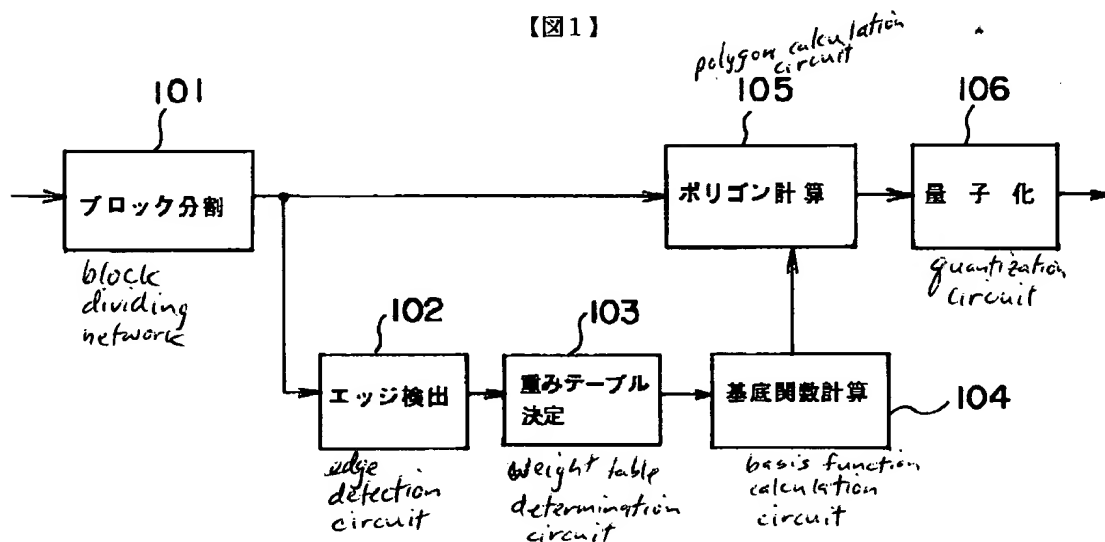 【図1】
polygon calculation
circuit
101
105
106
ブロック分割
ポリゴン計算
量子化
block
dividing
network
quantization
circuit
102
103
エッジ検出
重みテーブル
決定
基底関数計算
104
edge
detection
circuit
weight table
determination
circuit
basis function
calculation
circuit